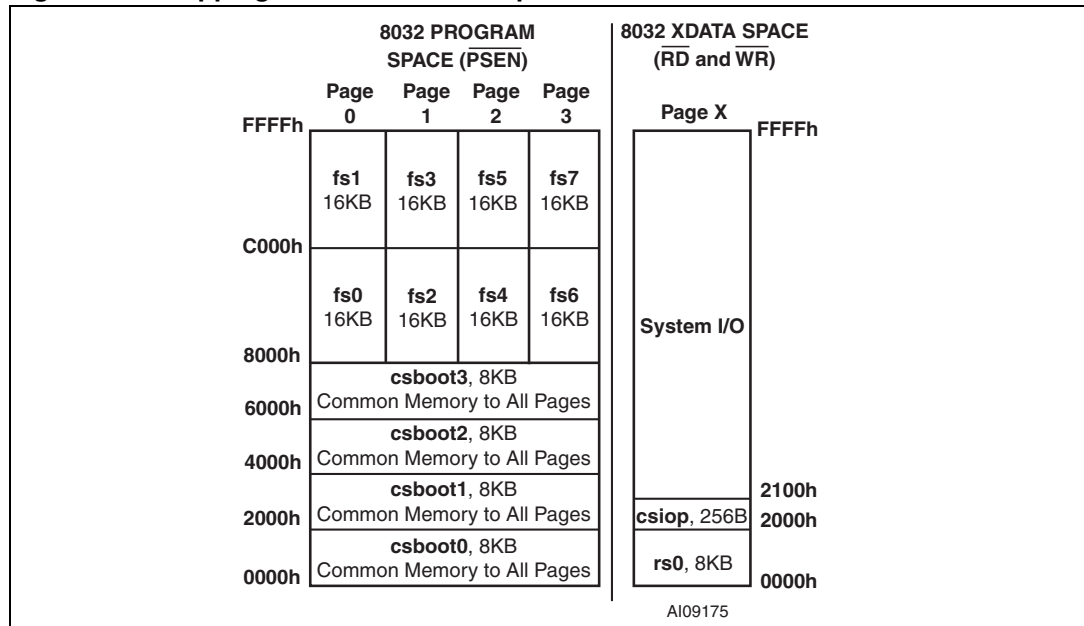 8032 PROGRAM
SPACE (PSEN)
Page Page Page Page
0 1 2 3
FFFFh
fs1 fs3 fs5 fs7
16KB 16KB 16KB 16KB
C000h
fs0 fs2 fs4 fs6
16KB 16KB 16KB 16KB
8000h
csboot3, 8KB
Common Memory to All Pages
6000h
csboot2, 8KB
Common Memory to All Pages
4000h
csboot1, 8KB
Common Memory to All Pages
2000h
csboot0, 8KB
Common Memory to All Pages
0000h
8032 XDATA SPACE
(RD and WR)
Page X
FFFFh
System I/O
2100h
csiop, 256B
2000h
rs0, 8KB
0000h
AI09175